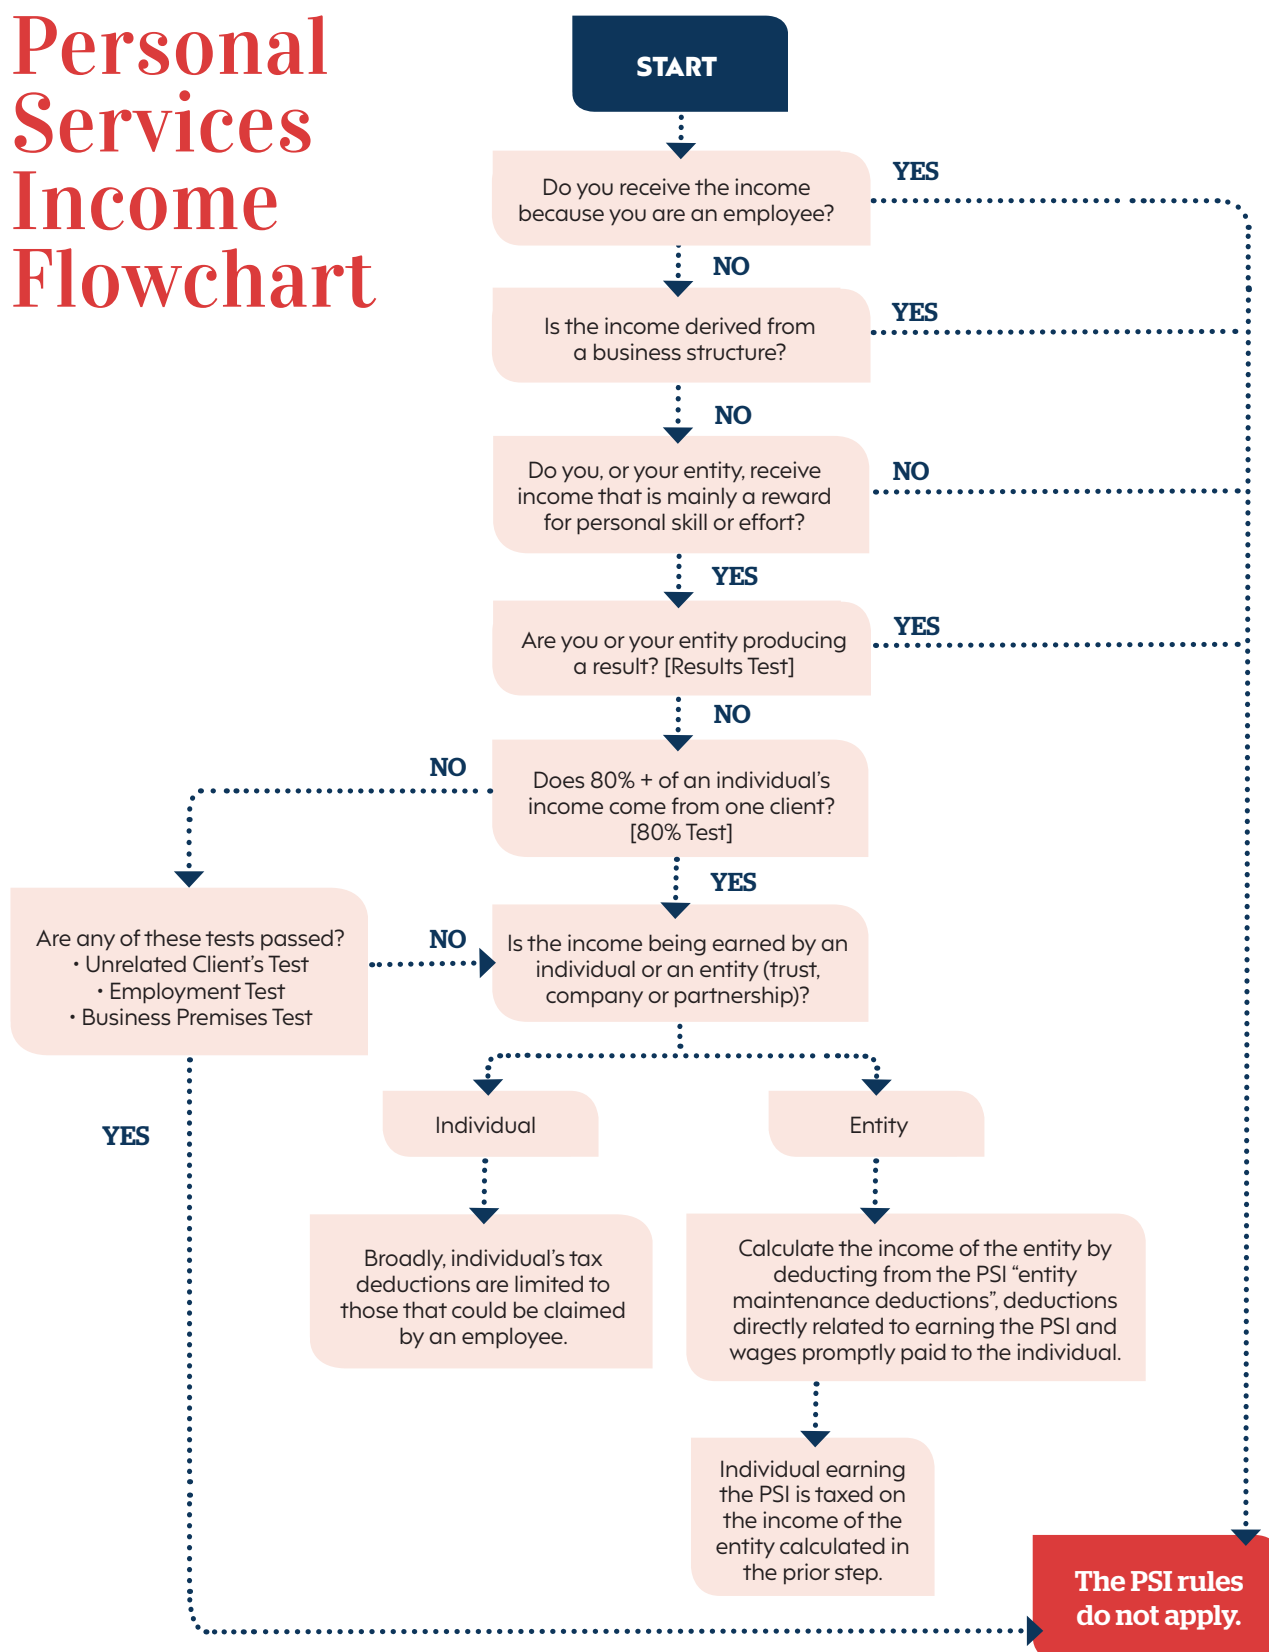 Personal
Services
Income
Flowchart
START
Do you receive the income
because you are an employee?
YES
NO
Is the income derived from
a business structure?
YES
NO
Do you, or your entity, receive
income that is mainly a reward
for personal skill or effort?
NO
YES
Are you or your entity producing
a result? [Results Test]
YES
NO
Does 80% + of an individual's
income come from one client?
[80% Test]
NO
YES
Are any of these tests passed?
• Unrelated Client's Test
• Employment Test
• Business Premises Test
NO
Is the income being earned by an
individual or an entity (trust,
company or partnership)?
YES
Individual
Entity
Broadly, individual's tax
deductions are limited to
those that could be claimed
by an employee.
Calculate the income of the entity by
deducting from the PSI "entity
maintenance deductions", deductions
directly related to earning the PSI and
wages promptly paid to the individual.
Individual earning
the PSI is taxed on
the income of the
entity calculated in
the prior step.
The PSI rules
do not apply.